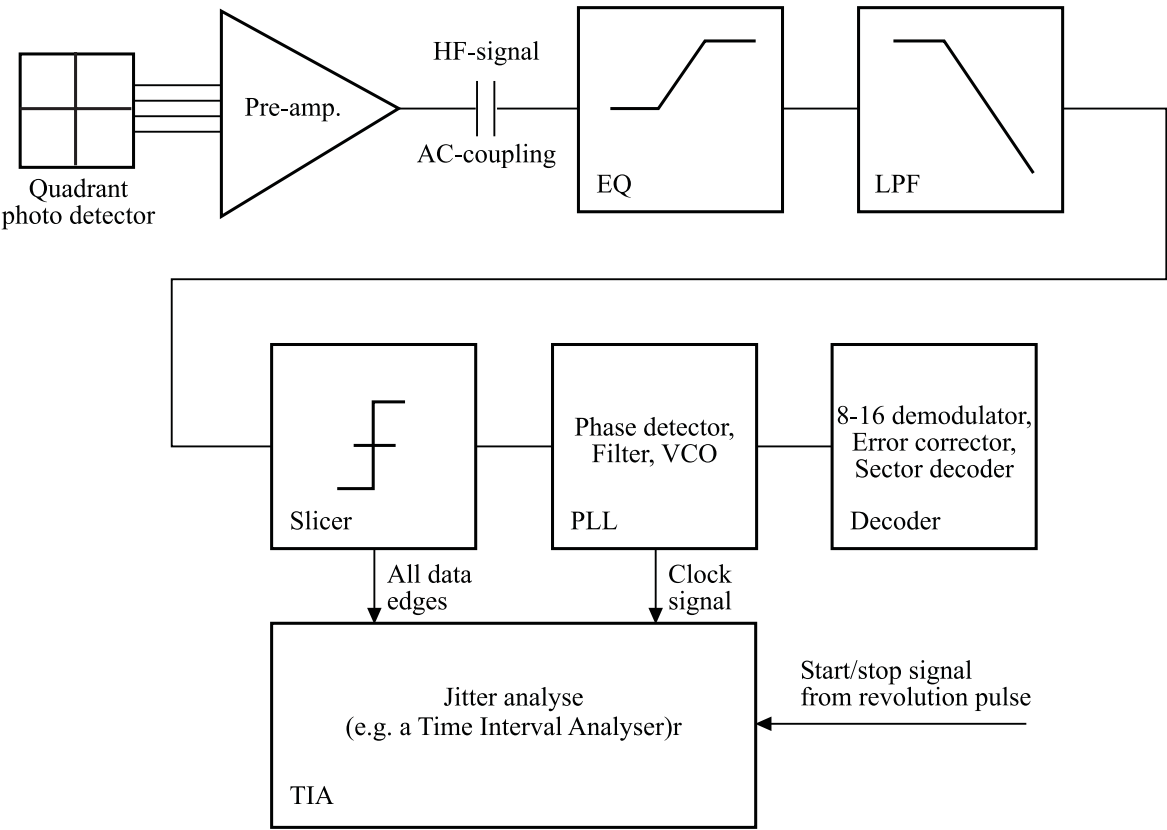 HF-signal
Pre-amp.
AC-coupling
Quadrant
photo detector
EQ
LPF
Phase detector,
Filter, VCO
8-16 demodulator,
Error corrector,
Sector decoder
Slicer
PLL
Decoder
All data
edges
Clock
signal
Start/stop signal
from revolution pulse
Jitter analyse
(e.g. a Time Interval Analyser)r
TIA